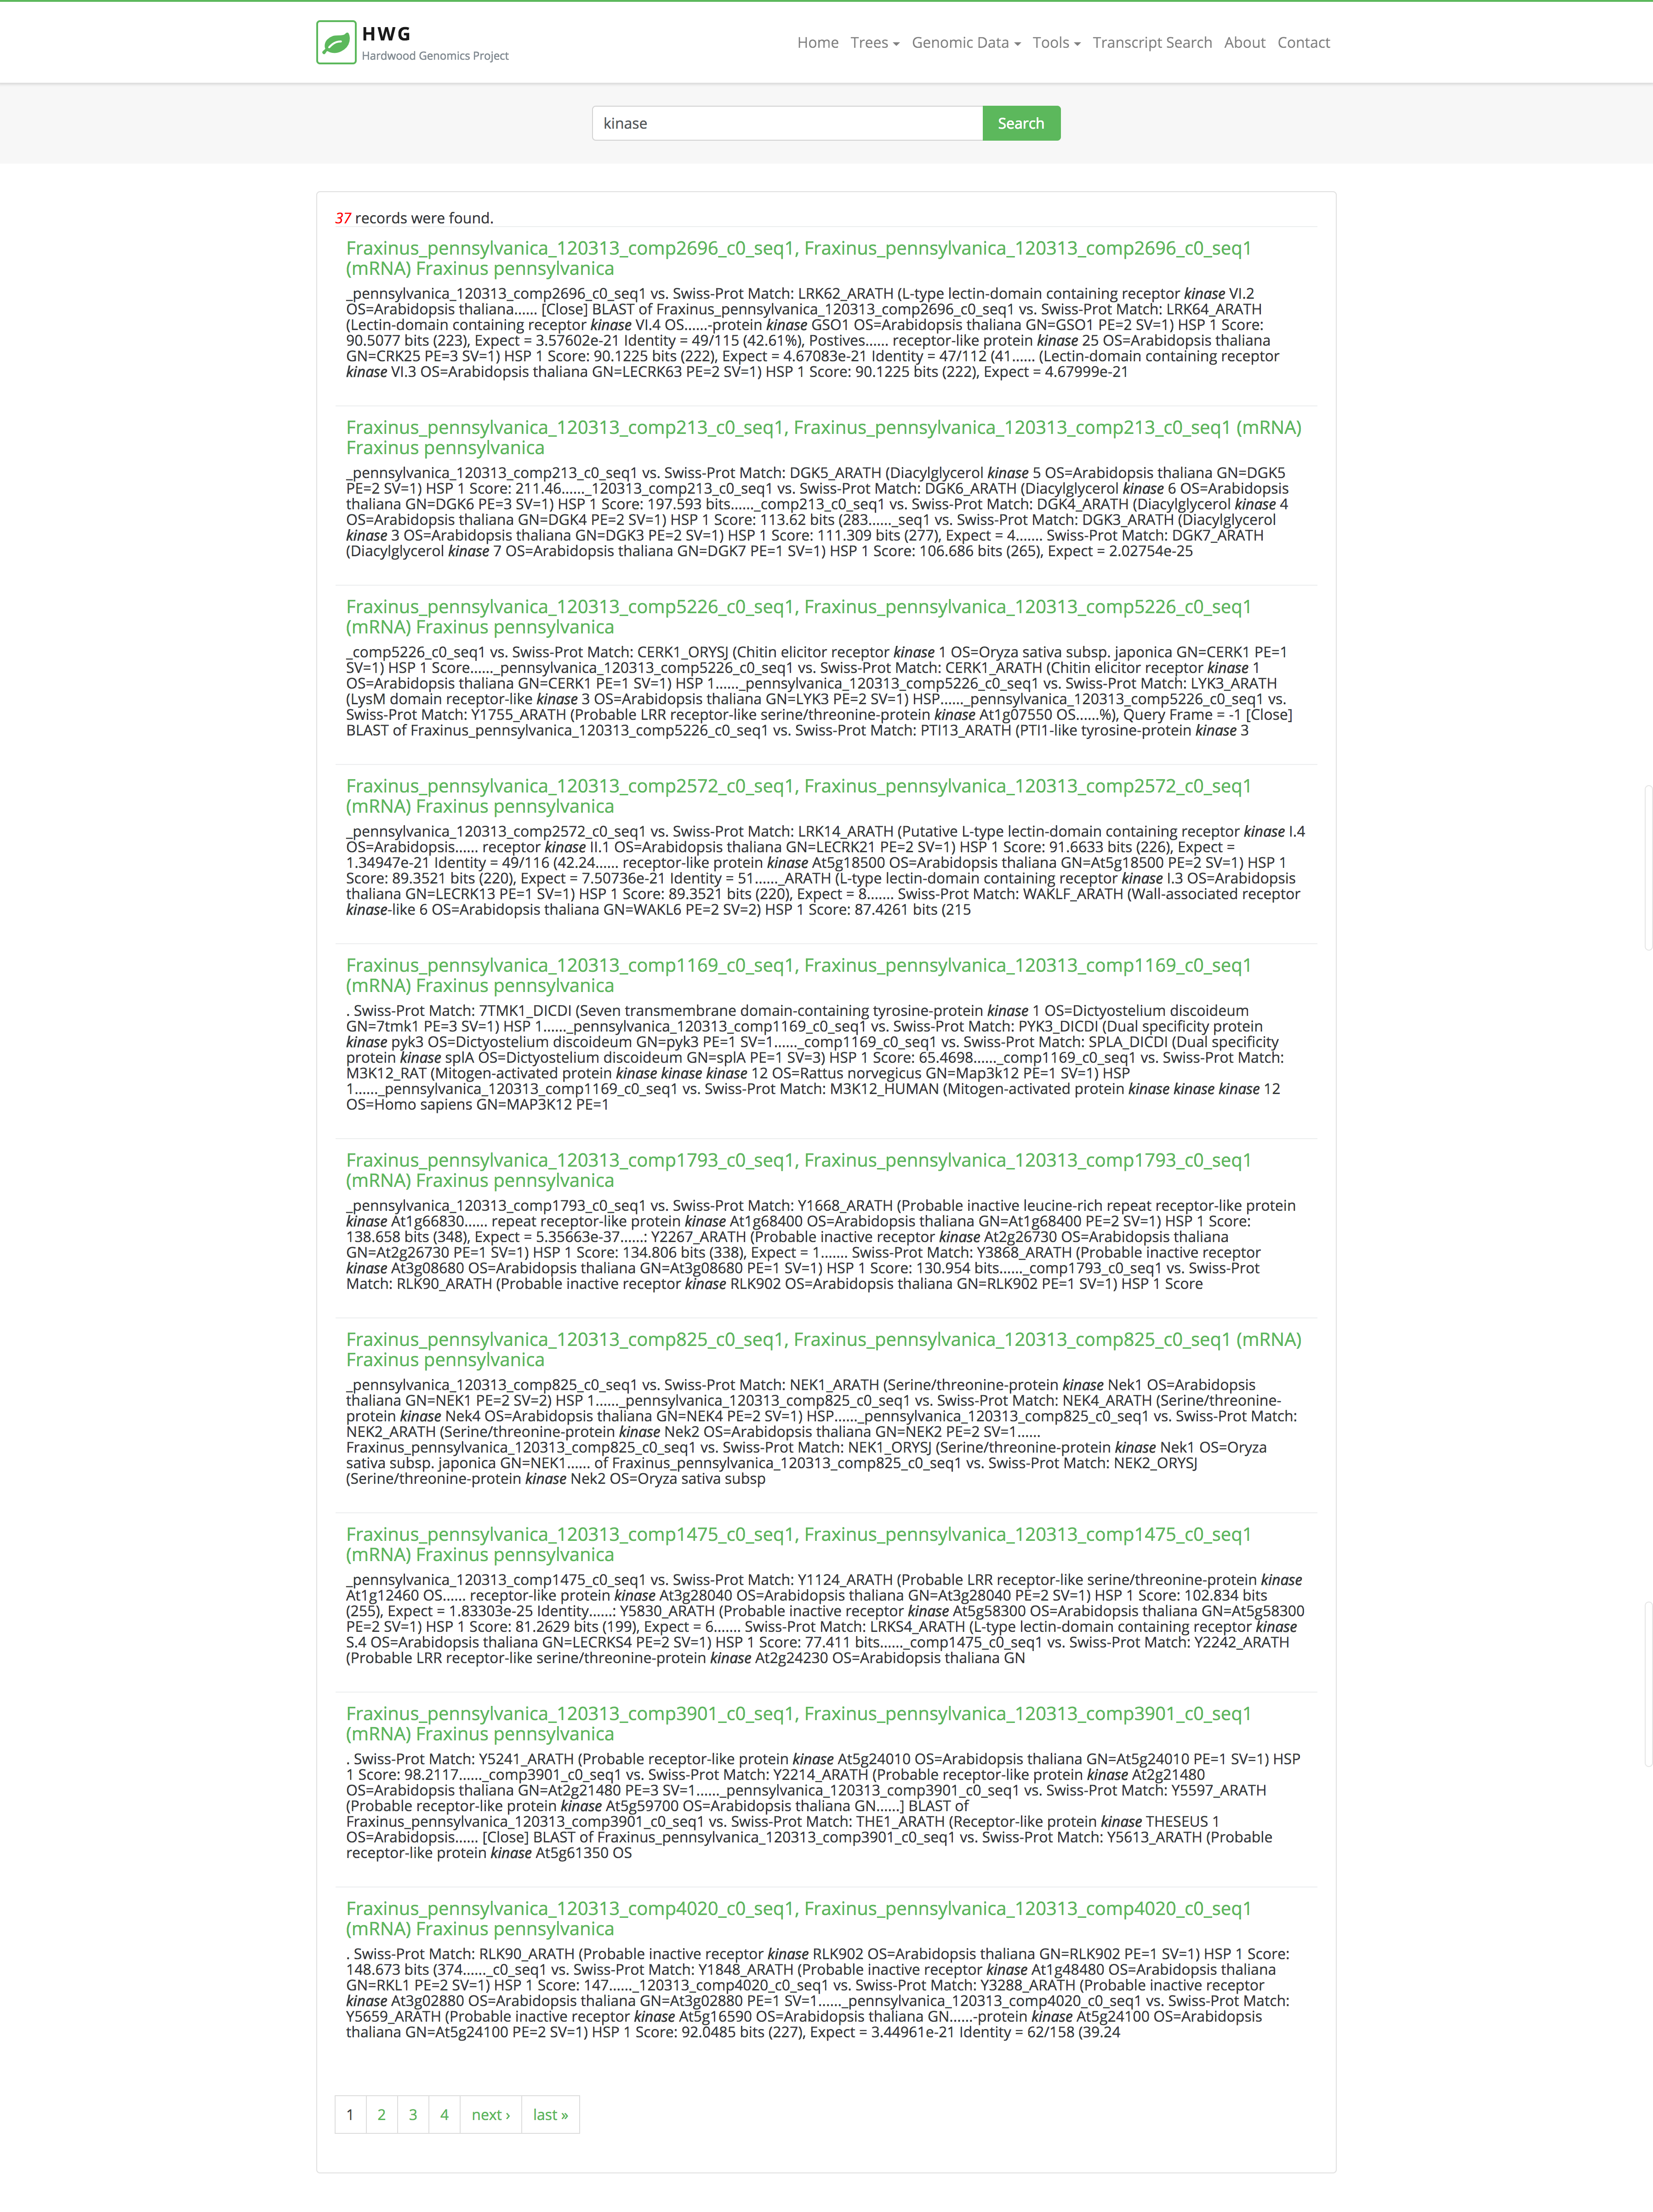 HWG
Hardwood Genomics Project
Home Trees Genomic Data Tools Transcript Search About Contact
kinase Search
37 records were found.
Fraxinus_pennsylvanica_120313_comp2696_c0_seq1, Fraxinus_pennsylvanica_120313_comp2696_c0_seq1
(mRNA) Fraxinus pennsylvanica
_pennsylvanica_120313_comp2696_c0_seq1 vs. Swiss-Prot Match: LRK62_ARATH (L-type lectin-domain containing receptor kinase VI.2
OS=Arabidopsis thaliana...... [Close] BLAST of Fraxinus_pennsylvanica_120313_comp2696_c0_seq1 vs. Swiss-Prot Match: LRK64_ARATH
(Lectin-domain containing receptor kinase VI.4 OS......-protein kinase GSO1 OS=Arabidopsis thaliana GN=GSO1 PE=2 SV=1) HSP 1 Score:
90.5077 bits (223), Expect = 3.57602e-21 Identity = 49/115 (42.61%), Postives...... receptor-like protein kinase 25 OS=Arabidopsis thaliana
GN=CRK25 PE=3 SV=1) HSP 1 Score: 90.1225 bits (222), Expect = 4.67083e-21 Identity = 47/112 (41...... (Lectin-domain containing receptor
kinase VI.3 OS=Arabidopsis thaliana GN=LECRK63 PE=2 SV=1) HSP 1 Score: 90.1225 bits (222), Expect = 4.67999e-21
Fraxinus_pennsylvanica_120313_comp213_c0_seq1, Fraxinus_pennsylvanica_120313_comp213_c0_seq1 (mRNA)
Fraxinus pennsylvanica
_pennsylvanica_120313_comp213_c0_seq1 vs. Swiss-Prot Match: DGK5_ARATH (Diacylglycerol kinase 5 OS=Arabidopsis thaliana GN=DGK5
PE=2 SV=1) HSP 1 Score: 211.46......_120313_comp213_c0_seq1 vs. Swiss-Prot Match: DGK6_ARATH (Diacylglycerol kinase 6 OS=Arabidopsis
thaliana GN=DGK6 PE=3 SV=1) HSP 1 Score: 197.593 bits......_comp213_c0_seq1 vs. Swiss-Prot Match: DGK4_ARATH (Diacylglycerol kinase 4
OS=Arabidopsis thaliana GN=DGK4 PE=2 SV=1) HSP 1 Score: 113.62 bits (283......_seq1 vs. Swiss-Prot Match: DGK3_ARATH (Diacylglycerol
kinase 3 OS=Arabidopsis thaliana GN=DGK3 PE=2 SV=1) HSP 1 Score: 111.309 bits (277), Expect = 4....... Swiss-Prot Match: DGK7_ARATH
(Diacylglycerol kinase 7 OS=Arabidopsis thaliana GN=DGK7 PE=1 SV=1) HSP 1 Score: 106.686 bits (265), Expect = 2.02754e-25
Fraxinus_pennsylvanica_120313_comp5226_c0_seq1, Fraxinus_pennsylvanica_120313_comp5226_c0_seq1
(mRNA) Fraxinus pennsylvanica
_comp5226_c0_seq1 vs. Swiss-Prot Match: CERK1_ORYSJ (Chitin elicitor receptor kinase 1 OS=Oryza sativa subsp. japonica GN=CERK1 PE=1
SV=1) HSP 1 Score......_pennsylvanica_120313_comp5226_c0_seq1 vs. Swiss-Prot Match: CERK1_ARATH (Chitin elicitor receptor kinase 1
OS=Arabidopsis thaliana GN=CERK1 PE=1 SV=1) HSP 1......_pennsylvanica_120313_comp5226_c0_seq1 vs. Swiss-Prot Match: LYK3_ARATH
(LysM domain receptor-like kinase 3 OS=Arabidopsis thaliana GN=LYK3 PE=2 SV=1) HSP......_pennsylvanica_120313_comp5226_c0_seq1 vs.
Swiss-Prot Match: Y1755_ARATH (Probable LRR receptor-like serine/threonine-protein kinase At1g07550 OS......%), Query Frame = -1 [Close]
BLAST of Fraxinus_pennsylvanica_120313_comp5226_c0_seq1 vs. Swiss-Prot Match: PTI13_ARATH (PTI1-like tyrosine-protein kinase 3
Fraxinus_pennsylvanica_120313_comp2572_c0_seq1, Fraxinus_pennsylvanica_120313_comp2572_c0_seq1
(mRNA) Fraxinus pennsylvanica
_pennsylvanica_120313_comp2572_c0_seq1 vs. Swiss-Prot Match: LRK14_ARATH (Putative L-type lectin-domain containing receptor kinase I.4
OS=Arabidopsis...... receptor kinase II.1 OS=Arabidopsis thaliana GN=LECRK21 PE=2 SV=1) HSP 1 Score: 91.6633 bits (226), Expect =
1.34947e-21 Identity = 49/116 (42.24...... receptor-like protein kinase At5g18500 OS=Arabidopsis thaliana GN=At5g18500 PE=2 SV=1) HSP 1
Score: 89.3521 bits (220), Expect = 7.50736e-21 Identity = 51......_ARATH (L-type lectin-domain containing receptor kinase I.3 OS=Arabidopsis
thaliana GN=LECRK13 PE=1 SV=1) HSP 1 Score: 89.3521 bits (220), Expect = 8....... Swiss-Prot Match: WAKLF_ARATH (Wall-associated receptor
kinase-like 6 OS=Arabidopsis thaliana GN=WAKL6 PE=2 SV=2) HSP 1 Score: 87.4261 bits (215
Fraxinus_pennsylvanica_120313_comp1169_c0_seq1, Fraxinus_pennsylvanica_120313_comp1169_c0_seq1
(mRNA) Fraxinus pennsylvanica
. Swiss-Prot Match: 7TMK1_DICDI (Seven transmembrane domain-containing tyrosine-protein kinase 1 OS=Dictyostelium discoideum
GN=7tmk1 PE=3 SV=1) HSP 1......_pennsylvanica_120313_comp1169_c0_seq1 vs. Swiss-Prot Match: PYK3_DICDI (Dual specificity protein
kinase pyk3 OS=Dictyostelium discoideum GN=pyk3 PE=1 SV=1......_comp1169_c0_seq1 vs. Swiss-Prot Match: SPLA_DICDI (Dual specificity
protein kinase splA OS=Dictyostelium discoideum GN=splA PE=1 SV=3) HSP 1 Score: 65.4698......_comp1169_c0_seq1 vs. Swiss-Prot Match:
M3K12_RAT (Mitogen-activated protein kinase kinase kinase 12 OS=Rattus norvegicus GN=Map3k12 PE=1 SV=1) HSP
1......_pennsylvanica_120313_comp1169_c0_seq1 vs. Swiss-Prot Match: M3K12_HUMAN (Mitogen-activated protein kinase kinase kinase 12
OS=Homo sapiens GN=MAP3K12 PE=1
Fraxinus_pennsylvanica_120313_comp1793_c0_seq1, Fraxinus_pennsylvanica_120313_comp1793_c0_seq1
(mRNA) Fraxinus pennsylvanica
_pennsylvanica_120313_comp1793_c0_seq1 vs. Swiss-Prot Match: Y1668_ARATH (Probable inactive leucine-rich repeat receptor-like protein
kinase At1g66830...... repeat receptor-like protein kinase At1g68400 OS=Arabidopsis thaliana GN=At1g68400 PE=2 SV=1) HSP 1 Score:
138.658 bits (348), Expect = 5.35663e-37......: Y2267_ARATH (Probable inactive receptor kinase At2g26730 OS=Arabidopsis thaliana
GN=At2g26730 PE=1 SV=1) HSP 1 Score: 134.806 bits (338), Expect = 1....... Swiss-Prot Match: Y3868_ARATH (Probable inactive receptor
kinase At3g08680 OS=Arabidopsis thaliana GN=At3g08680 PE=1 SV=1) HSP 1 Score: 130.954 bits......_comp1793_c0_seq1 vs. Swiss-Prot
Match: RLK90_ARATH (Probable inactive receptor kinase RLK902 OS=Arabidopsis thaliana GN=RLK902 PE=1 SV=1) HSP 1 Score
Fraxinus_pennsylvanica_120313_comp825_c0_seq1, Fraxinus_pennsylvanica_120313_comp825_c0_seq1 (mRNA)
Fraxinus pennsylvanica
_pennsylvanica_120313_comp825_c0_seq1 vs. Swiss-Prot Match: NEK1_ARATH (Serine/threonine-protein kinase Nek1 OS=Arabidopsis
thaliana GN=NEK1 PE=2 SV=2) HSP 1......_pennsylvanica_120313_comp825_c0_seq1 vs. Swiss-Prot Match: NEK4_ARATH (Serine/threonine-
protein kinase Nek4 OS=Arabidopsis thaliana GN=NEK4 PE=2 SV=1) HSP......_pennsylvanica_120313_comp825_c0_seq1 vs. Swiss-Prot Match:
NEK2_ARATH (Serine/threonine-protein kinase Nek2 OS=Arabidopsis thaliana GN=NEK2 PE=2 SV=1......
Fraxinus_pennsylvanica_120313_comp825_c0_seq1 vs. Swiss-Prot Match: NEK1_ORYSJ (Serine/threonine-protein kinase Nek1 OS=Oryza
sativa subsp. japonica GN=NEK1...... of Fraxinus_pennsylvanica_120313_comp825_c0_seq1 vs. Swiss-Prot Match: NEK2_ORYSJ
(Serine/threonine-protein kinase Nek2 OS=Oryza sativa subsp
Fraxinus_pennsylvanica_120313_comp1475_c0_seq1, Fraxinus_pennsylvanica_120313_comp1475_c0_seq1
(mRNA) Fraxinus pennsylvanica
_pennsylvanica_120313_comp1475_c0_seq1 vs. Swiss-Prot Match: Y1124_ARATH (Probable LRR receptor-like serine/threonine-protein kinase
At1g12460 OS...... receptor-like protein kinase At3g28040 OS=Arabidopsis thaliana GN=At3g28040 PE=2 SV=1) HSP 1 Score: 102.834 bits
(255), Expect = 1.83303e-25 Identity......: Y5830_ARATH (Probable inactive receptor kinase At5g58300 OS=Arabidopsis thaliana GN=At5g58300
PE=2 SV=1) HSP 1 Score: 81.2629 bits (199), Expect = 6....... Swiss-Prot Match: LRKS4_ARATH (L-type lectin-domain containing receptor kinase
S.4 OS=Arabidopsis thaliana GN=LECRKS4 PE=2 SV=1) HSP 1 Score: 77.411 bits......_comp1475_c0_seq1 vs. Swiss-Prot Match: Y2242_ARATH
(Probable LRR receptor-like serine/threonine-protein kinase At2g24230 OS=Arabidopsis thaliana GN
Fraxinus_pennsylvanica_120313_comp3901_c0_seq1, Fraxinus_pennsylvanica_120313_comp3901_c0_seq1
(mRNA) Fraxinus pennsylvanica
. Swiss-Prot Match: Y5241_ARATH (Probable receptor-like protein kinase At5g24010 OS=Arabidopsis thaliana GN=At5g24010 PE=1 SV=1) HSP
1 Score: 98.2117......_comp3901_c0_seq1 vs. Swiss-Prot Match: Y2214_ARATH (Probable receptor-like protein kinase At2g21480
OS=Arabidopsis thaliana GN=At2g21480 PE=3 SV=1......_pennsylvanica_120313_comp3901_c0_seq1 vs. Swiss-Prot Match: Y5597_ARATH
(Probable receptor-like protein kinase At5g59700 OS=Arabidopsis thaliana GN......] BLAST of
Fraxinus_pennsylvanica_120313_comp3901_c0_seq1 vs. Swiss-Prot Match: THE1_ARATH (Receptor-like protein kinase THESEUS 1
OS=Arabidopsis...... [Close] BLAST of Fraxinus_pennsylvanica_120313_comp3901_c0_seq1 vs. Swiss-Prot Match: Y5613_ARATH (Probable
receptor-like protein kinase At5g61350 OS
Fraxinus_pennsylvanica_120313_comp4020_c0_seq1, Fraxinus_pennsylvanica_120313_comp4020_c0_seq1
(mRNA) Fraxinus pennsylvanica
. Swiss-Prot Match: RLK90_ARATH (Probable inactive receptor kinase RLK902 OS=Arabidopsis thaliana GN=RLK902 PE=1 SV=1) HSP 1 Score:
148.673 bits (374......_c0_seq1 vs. Swiss-Prot Match: Y1848_ARATH (Probable inactive receptor kinase At1g48480 OS=Arabidopsis thaliana
GN=RKL1 PE=2 SV=1) HSP 1 Score: 147......_120313_comp4020_c0_seq1 vs. Swiss-Prot Match: Y3288_ARATH (Probable inactive receptor
kinase At3g02880 OS=Arabidopsis thaliana GN=At3g02880 PE=1 SV=1......_pennsylvanica_120313_comp4020_c0_seq1 vs. Swiss-Prot Match:
Y5659_ARATH (Probable inactive receptor kinase At5g16590 OS=Arabidopsis thaliana GN......-protein kinase At5g24100 OS=Arabidopsis
thaliana GN=At5g24100 PE=2 SV=1) HSP 1 Score: 92.0485 bits (227), Expect = 3.44961e-21 Identity = 62/158 (39.24
1 2 3 4 next › last »